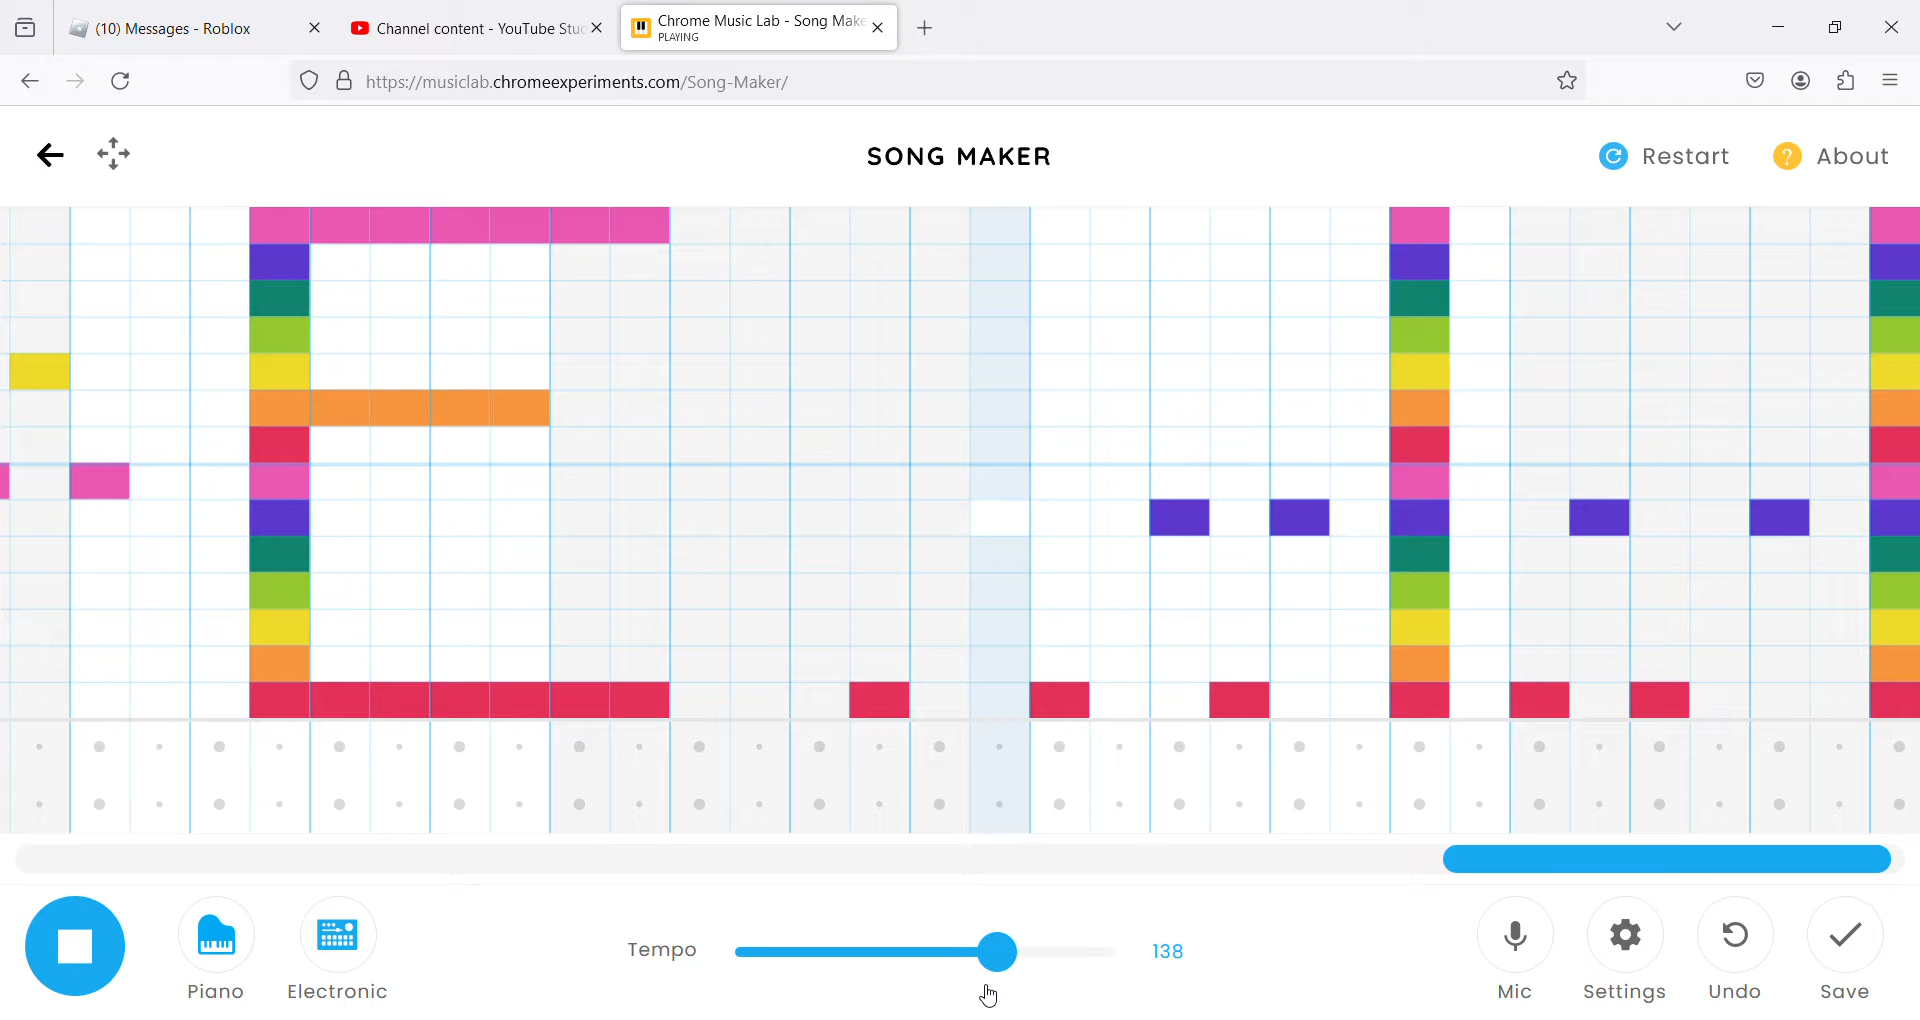 (10) Messages - Roblox
Channel content - YouTube Stu
Chrome Music Lab - Song Make
PLAYING
https://musiclab.chromeexperiments.com/Song-Maker/
SONG MAKER
Restart
? About
Tempo
138
Piano
Electronic
Mic
Settings
Undo
Save